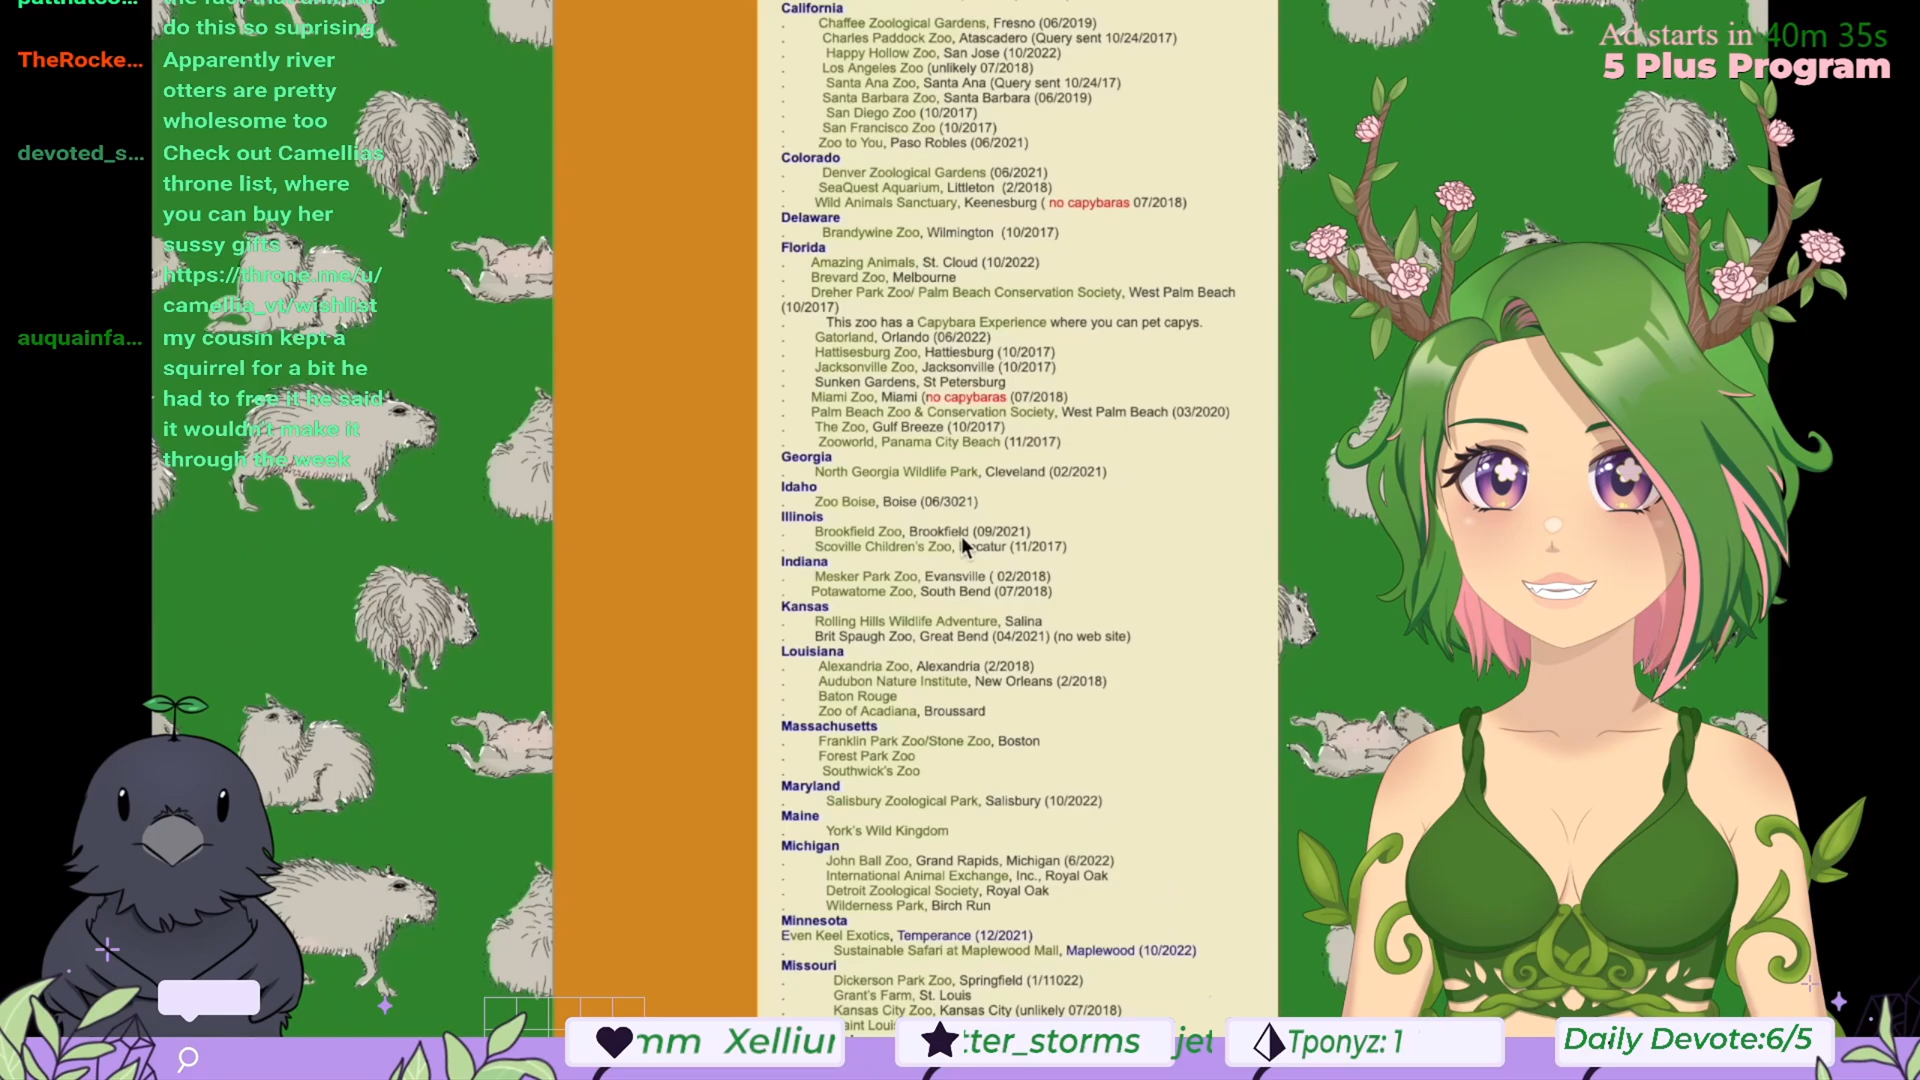 do this so suprising
TheRocke... Apparently river
otters are pretty
wholesome too
devoted_s... Check out Camellias
throne list, where
you can buy her
sussy gifts
https://throne.me/u/
camellia_vt/wishlist
auquainfa... my cousin kept a
squirrel for a bit he
had to free it he said
it wouldn't make it
through the week
California
Chaffee Zoological Gardens, Fresno (06/2019)
Charles Paddock Zoo, Atascadero (Query sent 10/24/2017)
Happy Hollow Zoo, San Jose (10/2022)
Los Angeles Zoo (unlikely 07/2018)
Santa Ana Zoo, Santa Ana (Query sent 10/24/17)
Santa Barbara Zoo, Santa Barbara (06/2019)
San Diego Zoo (10/2017)
San Francisco Zoo (10/2017)
Zoo to You, Paso Robles (06/2021)
Colorado
Denver Zoological Gardens (06/2021)
SeaQuest Aquarium, Littleton (2/2018)
Wild Animals Sanctuary, Keenesburg ( no capybaras 07/2018)
Delaware
Brandywine Zoo, Wilmington (10/2017)
Florida
Amazing Animals, St. Cloud (10/2022)
Brevard Zoo, Melbourne
Dreher Park Zoo/ Palm Beach Conservation Society, West Palm Beach
(10/2017)
This zoo has a Capybara Experience where you can pet capys.
Gatorland, Orlando (06/2022)
Hattisesburg Zoo, Hattiesburg (10/2017)
Jacksonville Zoo, Jacksonville (10/2017)
Sunken Gardens, St Petersburg
Miami Zoo, Miami (no capybaras (07/2018)
Palm Beach Zoo & Conservation Society, West Palm Beach (03/2020)
The Zoo, Gulf Breeze (10/2017)
Zooworld, Panama City Beach (11/2017)
Georgia
North Georgia Wildlife Park, Cleveland (02/2021)
Idaho
Zoo Boise, Boise (06/3021)
Illinois
Brookfield Zoo, Brookfield (09/2021)
Scoville Children's Zoo, catur (11/2017)
Indiana
Mesker Park Zoo, Evansville ( 02/2018)
Potawatome Zoo, South Bend (07/2018)
Kansas
Rolling Hills Wildlife Adventure, Salina
Brit Spaugh Zoo, Great Bend (04/2021) (no web site)
Louisiana
Alexandria Zoo, Alexandria (2/2018)
Audubon Nature Institute, New Orleans (2/2018)
Baton Rouge
Zoo of Acadiana, Broussard
Massachusetts
Franklin Park Zoo/Stone Zoo, Boston
Forest Park Zoo
Southwick's Zoo
Maryland
Salisbury Zoological Park, Salisbury (10/2022)
Maine
York's Wild Kingdom
Michigan
John Ball Zoo, Grand Rapids, Michigan (6/2022)
International Animal Exchange, Inc., Royal Oak
Detroit Zoological Society, Royal Oak
Wilderness Park, Birch Run
Minnesota
Even Keel Exotics, Temperance (12/2021)
Sustainable Safari at Maplewood Mall, Maplewood (10/2022)
Missouri
Dickerson Park Zoo, Springfield (1/11022)
Grant's Farm, St. Louis
Kansas City Zoo, Kansas City (unlikely 07/2018)
Ad starts in 40m 35s
5 Plus Program
mm Xelliur
tter_storms jet
Tponyz: 1
Daily Devote:6/5